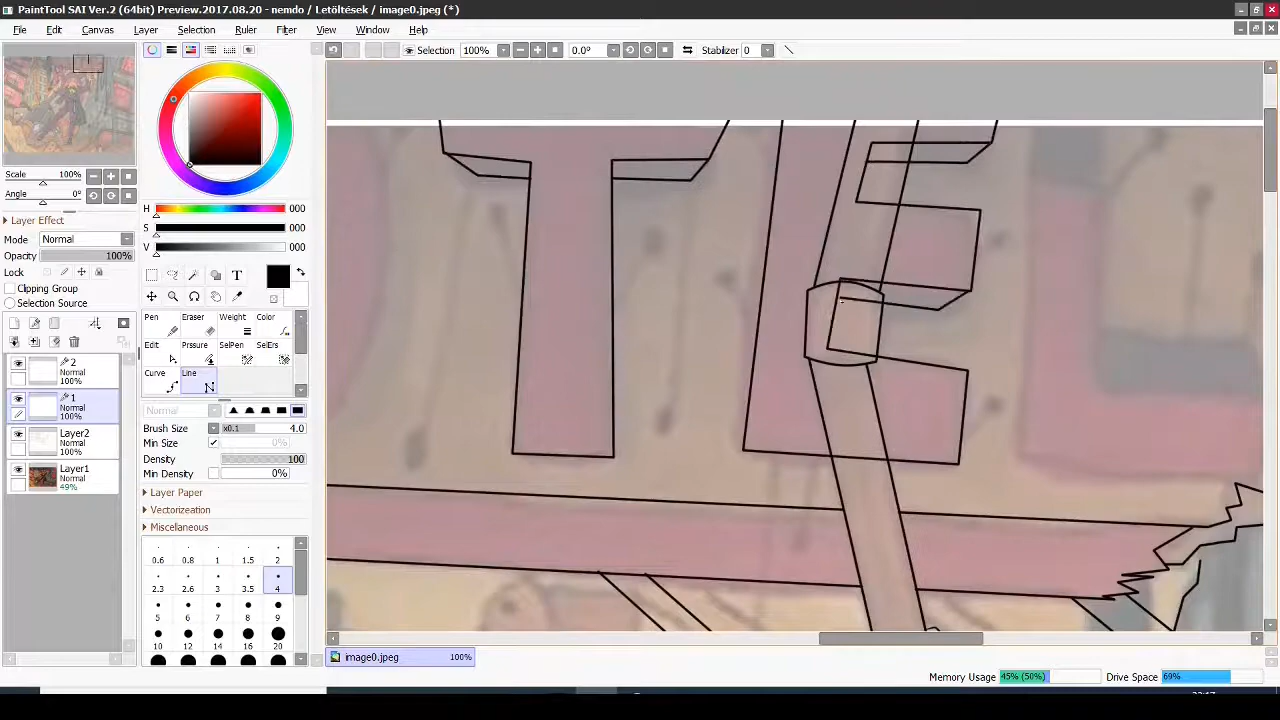 PaintTool SAI Ver.2 (64bit) Preview.2017.08.20 - nemdo / Letöltések / image0.jpeg (*)
File Edit Canvas Layer Selection Ruler Filter View Window Help
Selection 100% 0.0° Stabilizer 0
Scale 100%
Angle 0°
Layer Effect
Mode Normal
Opacity 100%
Lock
Clipping Group
Selection Source
2
Normal
100%
1
Normal
100%
Layer2
Normal
100%
Layer1
Normal
49%
H 000
S 000
V 000
T
Pen Eraser Weight Color
Edit Prssure SelPen SelErs
Curve Line
Normal
Brush Size x0.1 4.0
Min Size 0%
Density 100
Min Density 0%
Layer Paper
Vectorizeation
Miscellaneous
0.6 0.8 1 1.5 2
2.3 2.6 3 3.5 4
5 6 7 8 9
10 12 14 16 20
TE
image0.jpeg 100%
Memory Usage 45% (50%) Drive Space 69%